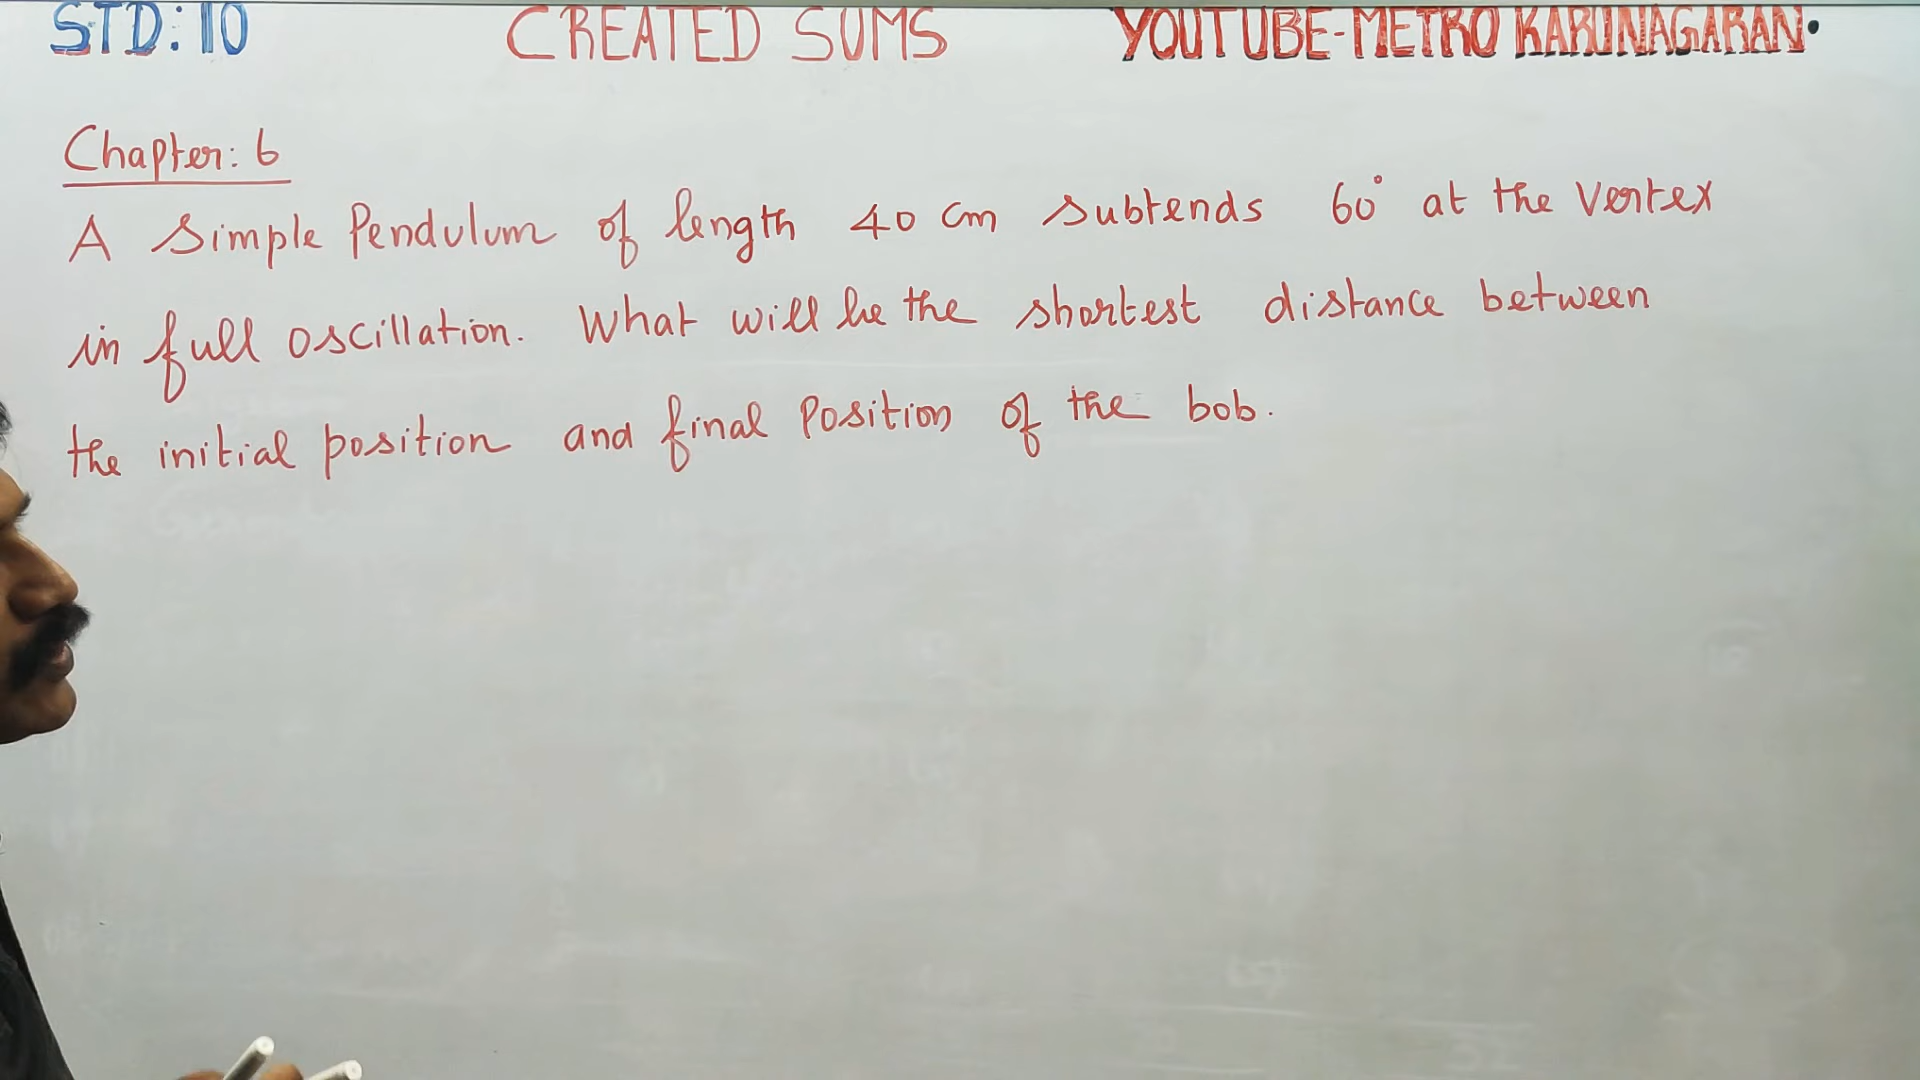 STD: 10 CREATED SUMS YOUTUBE-METRO KARUNAGARAN.
Chapter: 6
A Simple Pendulum of length 40 cm subtends 60° at the vertex
in full oscillation. What will be the shortest distance between
the initial position and final position of the bob.